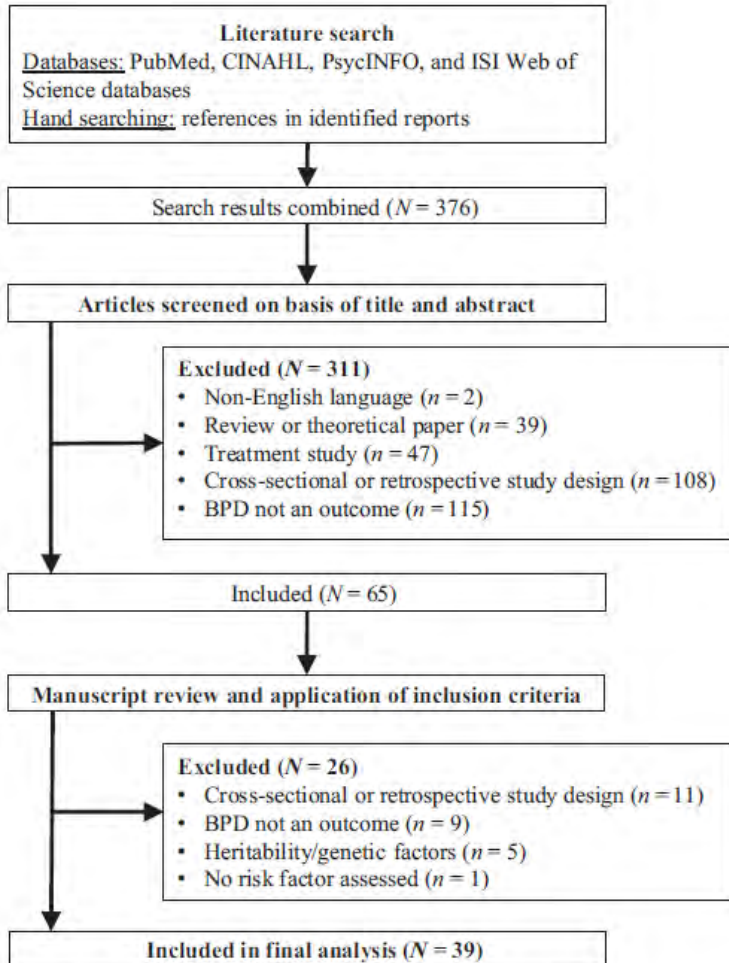 Literature search
Databases: PubMed, CINAHL, PsycINFO, and ISI Web of
Science databases
Hand searching: references in identified reports
Search results combined (N = 376)
Articles screened on basis of title and abstract
Excluded (N = 311)
• Non-English language (n = 2)
• Review or theoretical paper (n = 39)
• Treatment study (n = 47)
• Cross-sectional or retrospective study design (n = 108)
• BPD not an outcome (n = 115)
Included (N = 65)
Manuscript review and application of inclusion criteria
Excluded (N = 26)
• Cross-sectional or retrospective study design (n = 11)
• BPD not an outcome (n = 9)
• Heritability/genetic factors (n = 5)
• No risk factor assessed (n = 1)
Included in final analysis (N = 39)